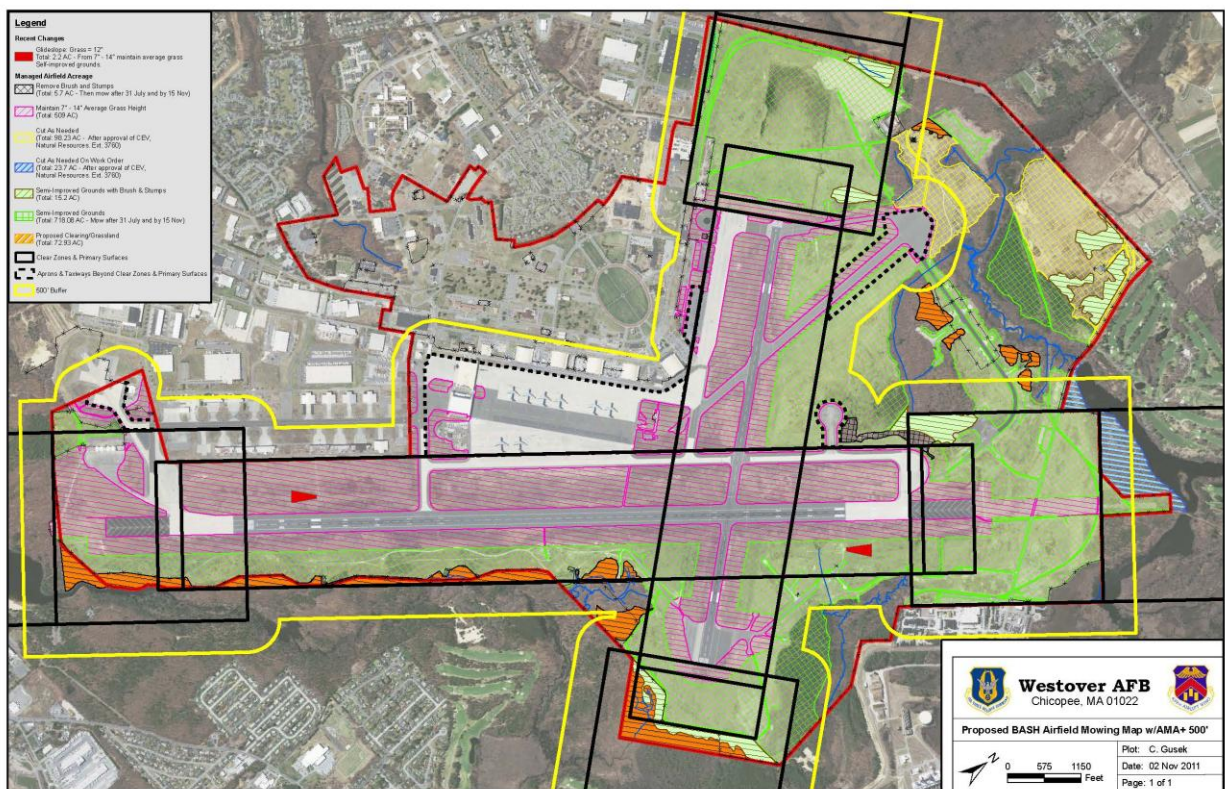 Legend
Recent Changes
Glideslope: Grass = 12"
Total: 2.2 AC - From 7" - 14" maintain average grass
Self-improved grounds.
Managed Airfield Acreage
Remove Brush and Stumps
(Total: 5.7 AC - Then mow after 31 July and by 15 Nov)
Maintain 7" - 14" Average Grass Height
(Total: 509 AC)
Cut As Needed
(Total: 98.23 AC - After approval of CEV,
Natural Resources. Ext. 3760)
Cut As Needed On Work Order
(Total: 23.7 AC - After approval of CEV,
Natural Resources. Ext. 3760)
Semi-Improved Grounds with Brush & Stumps
(Total: 15.2 AC)
Semi-Improved Grounds
(Total: 718.08 AC - Mow after 31 July and by 15 Nov)
Proposed Clearing/Grassland
(Total: 72.93 AC)
Clear Zones & Primary Surfaces
Aprons & Taxiways Beyond Clear Zones & Primary Surfaces
500' Buffer
Westover AFB
Chicopee, MA 01022
Proposed BASH Airfield Mowing Map w/AMA+ 500'
N
0 575 1150
Feet
Plot: C. Gusek
Date: 02 Nov 2011
Page: 1 of 1